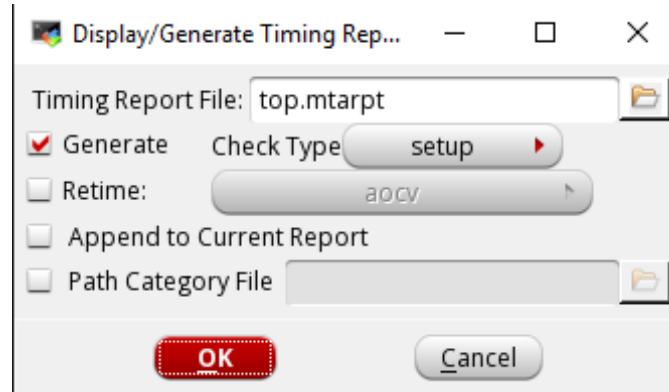 Display/Generate Timing Rep...
Timing Report File: top.mtarpt
Generate Check Type setup
Retime: aocv
Append to Current Report
Path Category File
OK Cancel